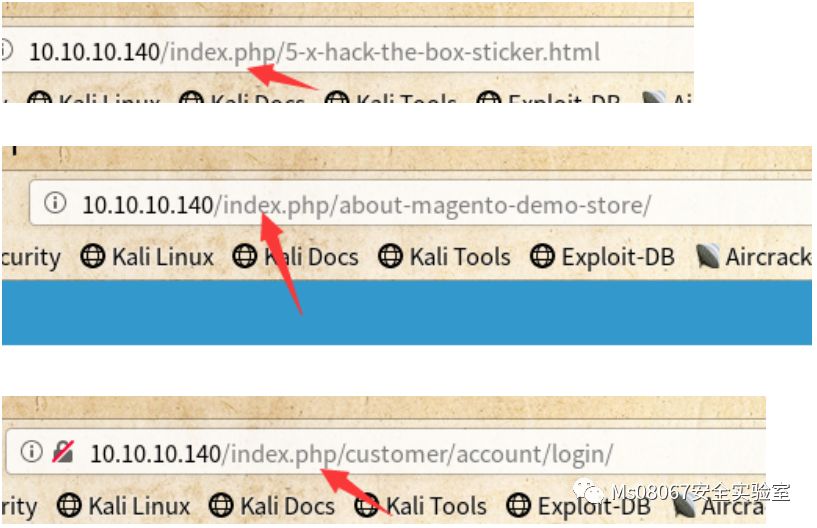 10.10.10.140/index.php/5-x-hack-the-box-sticker.html
Kali Linux Kali Docs Kali Tools Exploit-DB Ai
10.10.10.140/index.php/about-magento-demo-store/
curity Kali Linux Kali Docs Kali Tools Exploit-DB Aircrack
10.10.10.140/index.php/customer/account/login/
rity Kali Linux Kali Docs Kali Tools Exploit-DB Aircra
Ms08067安全实验室